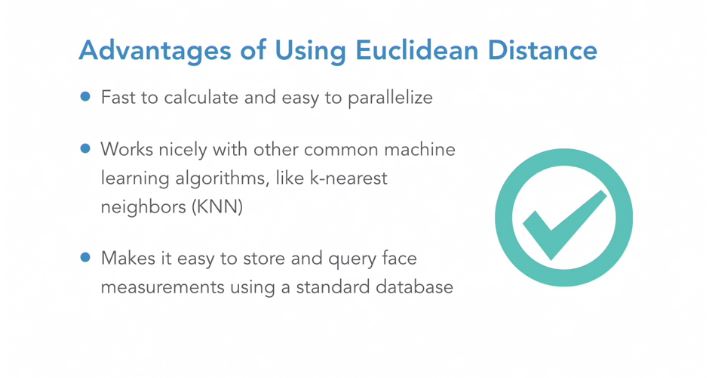 Advantages of Using Euclidean Distance
• Fast to calculate and easy to parallelize
• Works nicely with other common machine
learning algorithms, like k-nearest
neighbors (KNN)
• Makes it easy to store and query face
measurements using a standard database